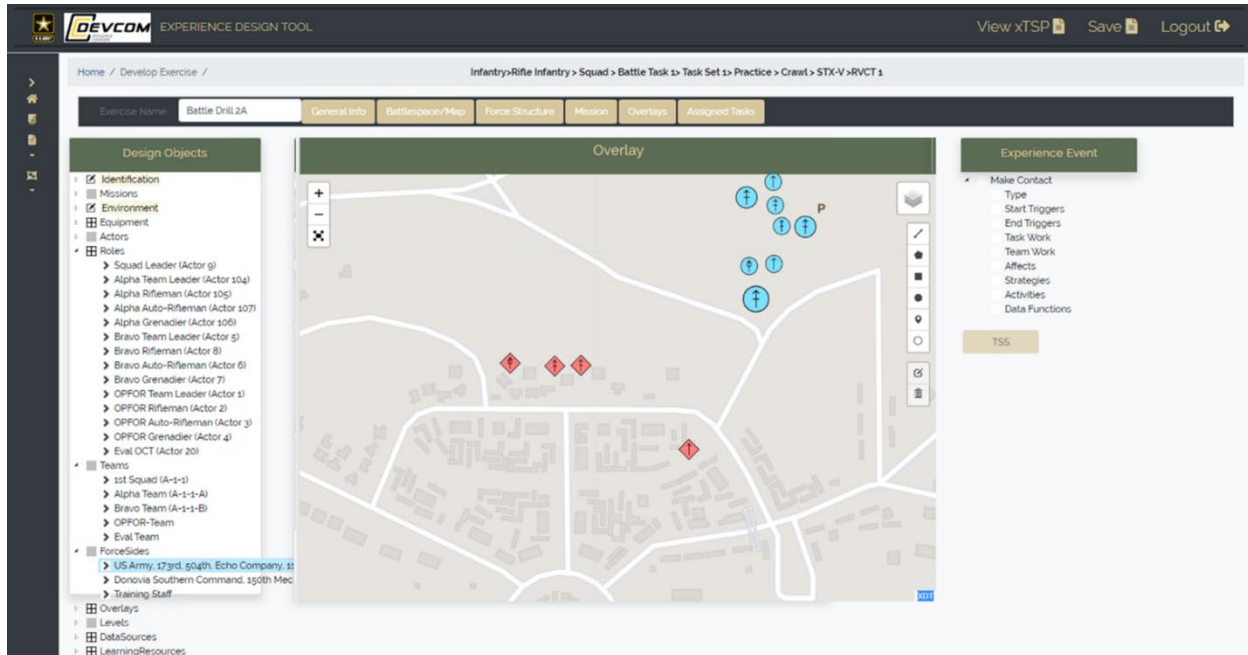 U.S. ARMY
DEVCOM
EXPERIENCE DESIGN TOOL
View xTSP
Save
Logout
Home / Develop Exercise /
Infantry>Rifle Infantry > Squad > Battle Task 1> Task Set 1> Practice > Crawl > STX-V >RVCT 1
Exercise Name
Battle Drill 2A
General Info
Battlespace/Map
Force Structure
Mission
Overlays
Assigned Tasks
Design Objects
Identification
Missions
Environment
Equipment
Actors
Roles
Squad Leader (Actor 9)
Alpha Team Leader (Actor 104)
Alpha Rifleman (Actor 105)
Alpha Auto-Rifleman (Actor 107)
Alpha Grenadier (Actor 106)
Bravo Team Leader (Actor 5)
Bravo Rifleman (Actor 8)
Bravo Auto-Rifleman (Actor 6)
Bravo Grenadier (Actor 7)
OPFOR Team Leader (Actor 1)
OPFOR Rifleman (Actor 2)
OPFOR Auto-Rifleman (Actor 3)
OPFOR Grenadier (Actor 4)
Eval OCT (Actor 20)
Teams
1st Squad (A-1-1)
Alpha Team (A-1-1-A)
Bravo Team (A-1-1-B)
OPFOR-Team
Eval Team
ForceSides
US Army, 173rd, 504th, Echo Company, 11
Donovia Southern Command, 150th Mec
Training Staff
Overlays
Levels
DataSources
LearningResources
Overlay
+
−
P
XDT
Experience Event
Make Contact
Type
Start Triggers
End Triggers
Task Work
Team Work
Affects
Strategies
Activities
Data Functions
TSS